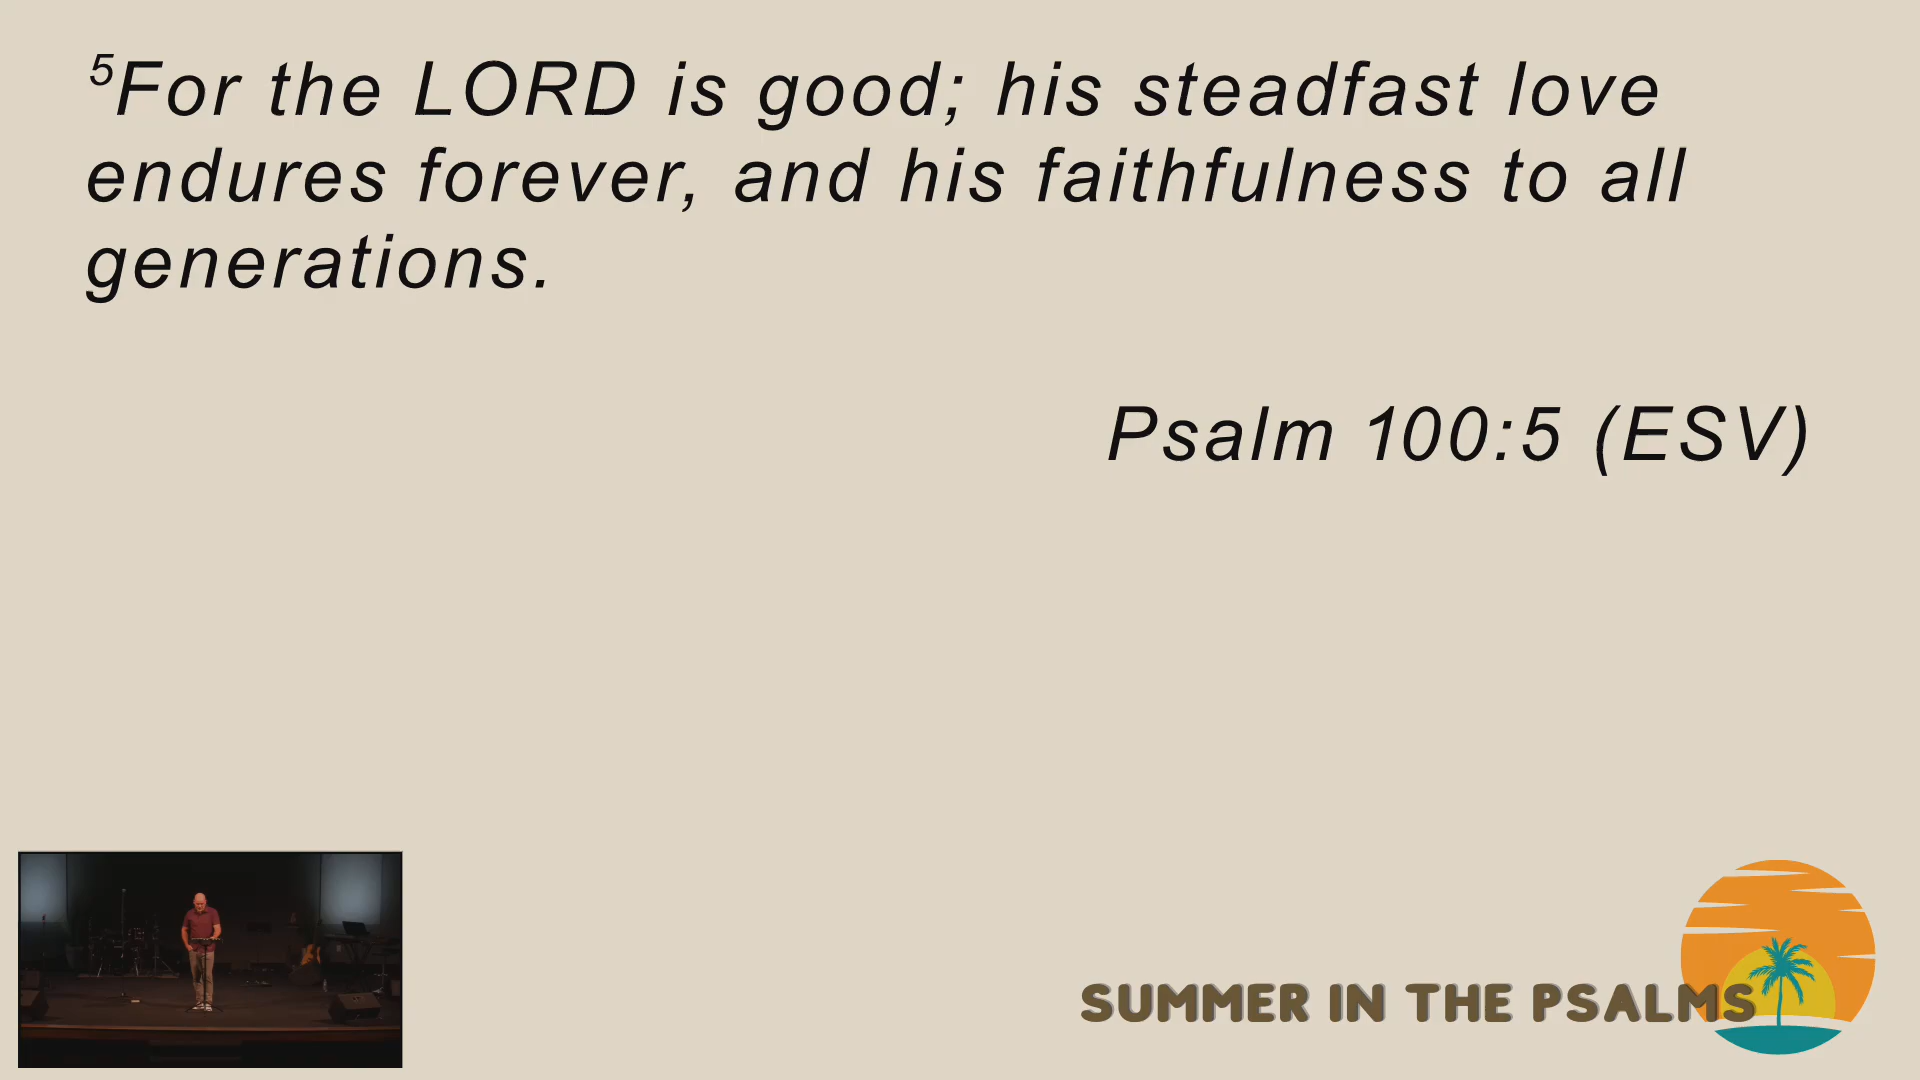 ⁵For the LORD is good; his steadfast love
endures forever, and his faithfulness to all
generations.
Psalm 100:5 (ESV)
SUMMER IN THE PSALMS